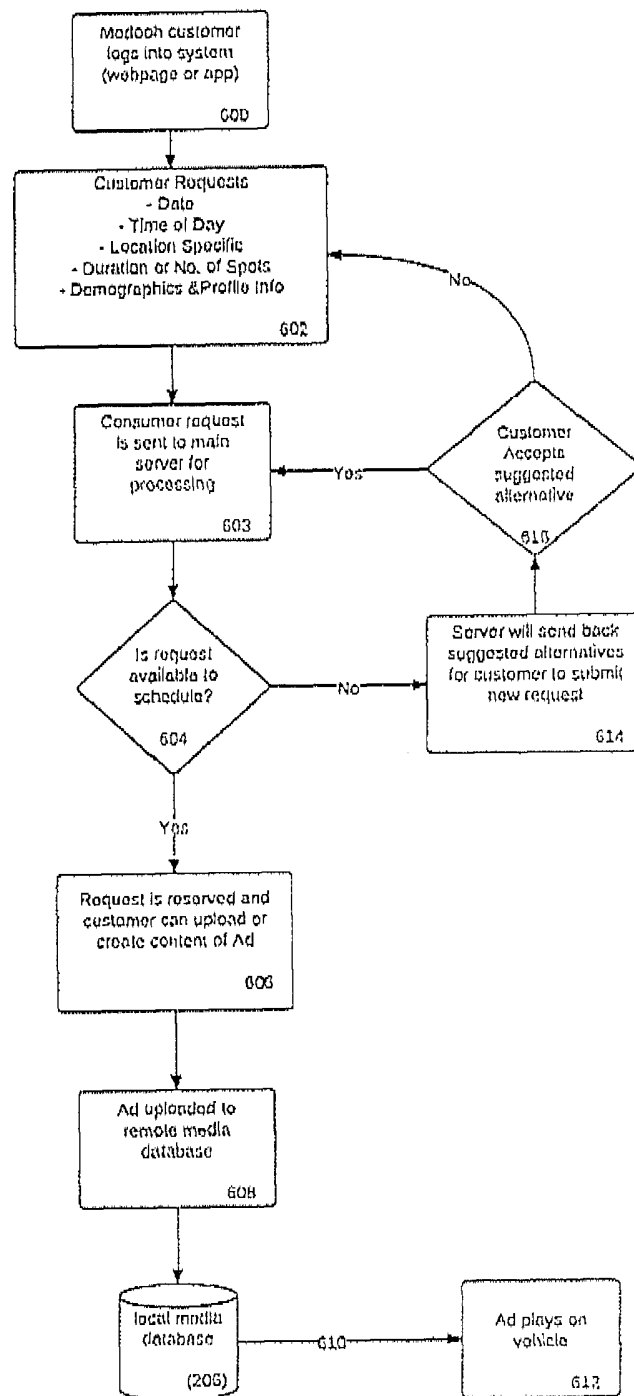 Modooh customer
logs into system
(webpage or app)
600
Customer Requests
- Date
- Time of Day
- Location Specific
- Duration or No. of Spots
- Demographics &Profile Info
602
No
Consumer request
is sent to main
server for
processing
603
Yes
Customer
Accepts
suggested
alternative
616
Is request
available to
schedule?
604
No
Server will send back
suggested alternatives
for customer to submit
new request
614
Yes
Request is reserved and
customer can upload or
create content of Ad
606
Ad uploaded to
remote media
database
608
local media
database
(206)
610
Ad plays on
vehicle
612